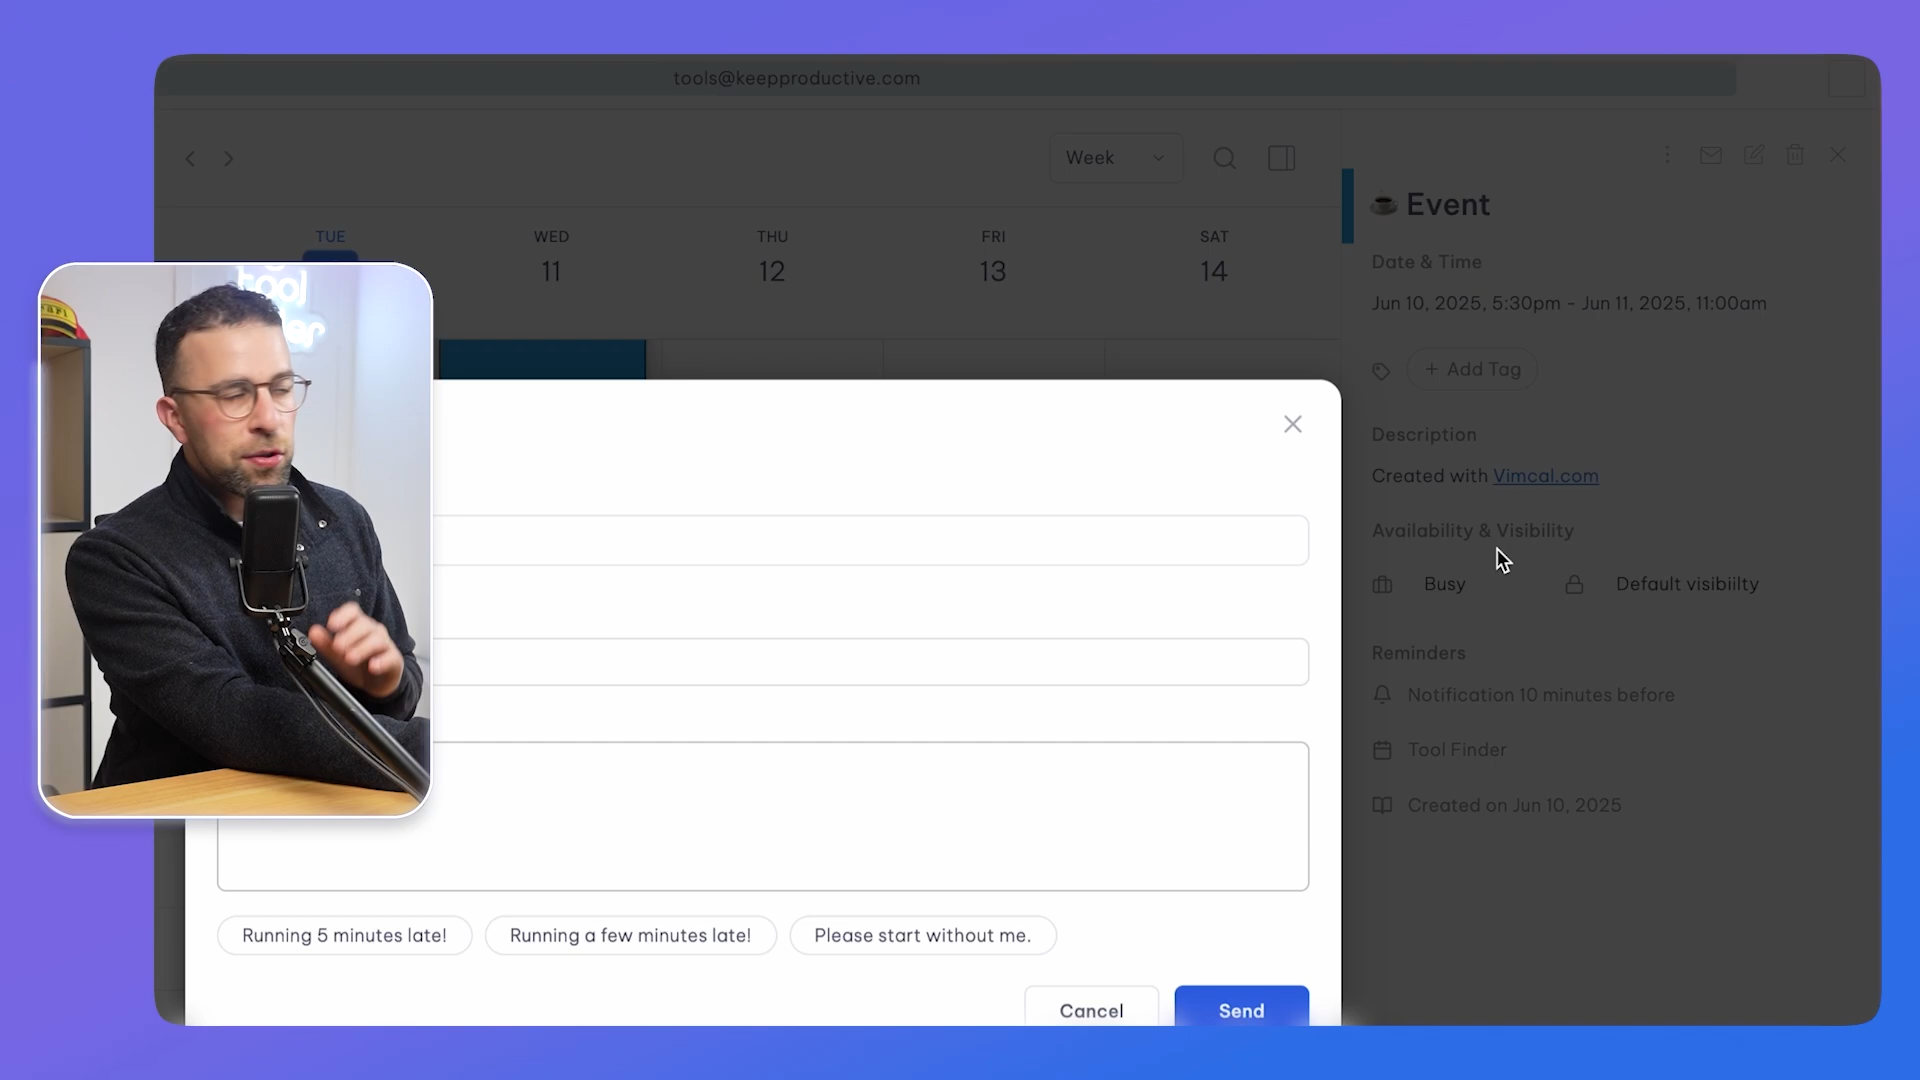 tools@keepproductive.com
Week
TUE WED THU FRI SAT
11 12 13 14
☕ Event
Date & Time
Jun 10, 2025, 5:30pm - Jun 11, 2025, 11:00am
+ Add Tag
Description
Created with Vimcal.com
Availability & Visibility
Busy Default visibiilty
Reminders
Notification 10 minutes before
Tool Finder
Created on Jun 10, 2025
tool
Running 5 minutes late!
Running a few minutes late!
Please start without me.
Cancel
Send